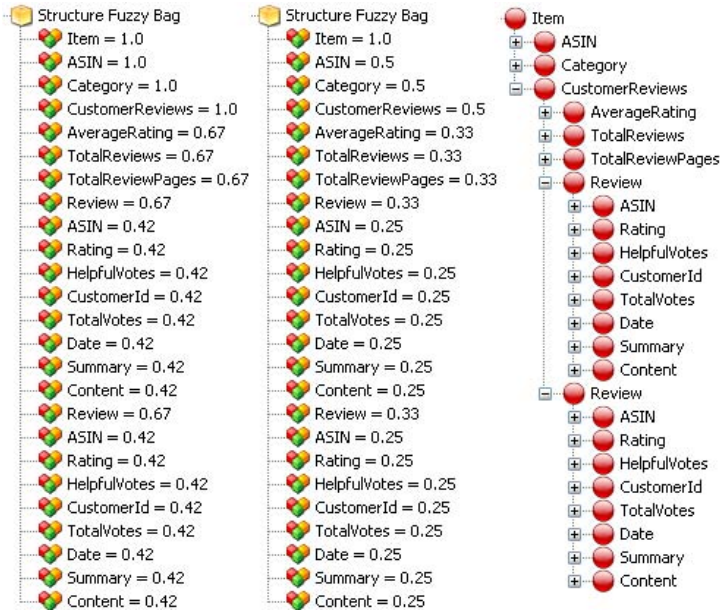 Structure Fuzzy Bag
Item = 1.0
ASIN = 1.0
Category = 1.0
CustomerReviews = 1.0
AverageRating = 0.67
TotalReviews = 0.67
TotalReviewPages = 0.67
Review = 0.67
ASIN = 0.42
Rating = 0.42
HelpfulVotes = 0.42
CustomerId = 0.42
TotalVotes = 0.42
Date = 0.42
Summary = 0.42
Content = 0.42
Review = 0.67
ASIN = 0.42
Rating = 0.42
HelpfulVotes = 0.42
CustomerId = 0.42
TotalVotes = 0.42
Date = 0.42
Summary = 0.42
Content = 0.42
Structure Fuzzy Bag
Item = 1.0
ASIN = 0.5
Category = 0.5
CustomerReviews = 0.5
AverageRating = 0.33
TotalReviews = 0.33
TotalReviewPages = 0.33
Review = 0.33
ASIN = 0.25
Rating = 0.25
HelpfulVotes = 0.25
CustomerId = 0.25
TotalVotes = 0.25
Date = 0.25
Summary = 0.25
Content = 0.25
Review = 0.33
ASIN = 0.25
Rating = 0.25
HelpfulVotes = 0.25
CustomerId = 0.25
TotalVotes = 0.25
Date = 0.25
Summary = 0.25
Content = 0.25
Item
ASIN
Category
CustomerReviews
AverageRating
TotalReviews
TotalReviewPages
Review
ASIN
Rating
HelpfulVotes
CustomerId
TotalVotes
Date
Summary
Content
Review
ASIN
Rating
HelpfulVotes
CustomerId
TotalVotes
Date
Summary
Content